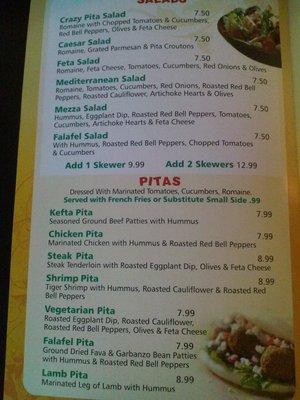 SALADS
Crazy Pita Salad 7.50
Romaine with Chopped Tomatoes & Cucumbers,
Red Bell Peppers, Olives & Feta Cheese
Caesar Salad 7.50
Romaine, Grated Parmesan & Pita Croutons
Feta Salad 7.50
Romaine, Feta Cheese, Tomatoes, Cucumbers, Red Onions & Olives
Mediterranean Salad 7.50
Romaine, Tomatoes, Cucumbers, Red Onions, Roasted Red Bell
Peppers, Roasted Cauliflower, Artichoke Hearts & Olives
Mezza Salad 7.50
Hummus, Eggplant Dip, Roasted Red Bell Peppers, Tomatoes,
Cucumbers, Artichoke Hearts & Feta Cheese
Falafel Salad 7.50
With Hummus, Roasted Red Bell Peppers, Chopped Tomatoes
& Cucumbers
Add 1 Skewer 9.99 Add 2 Skewers 12.99
PITAS
Dressed With Marinated Tomatoes, Cucumbers, Romaine.
Served with French Fries or Substitute Small Side .99
Kefta Pita 7.99
Seasoned Ground Beef Patties with Hummus
Chicken Pita 7.99
Marinated Chicken with Hummus & Roasted Red Bell Peppers
Steak Pita 8.99
Steak Tenderloin with Roasted Eggplant Dip, Olives & Feta Cheese
Shrimp Pita 8.99
Tiger Shrimp with Hummus, Roasted Cauliflower & Roasted Red
Bell Peppers
Vegetarian Pita 7.99
Roasted Eggplant Dip, Roasted Cauliflower,
Roasted Red Bell Peppers, Olives & Feta Cheese
Falafel Pita 7.99
Ground Dried Fava & Garbanzo Bean Patties
with Hummus & Roasted Red Bell Peppers
Lamb Pita 8.99
Marinated Leg of Lamb with Hummus